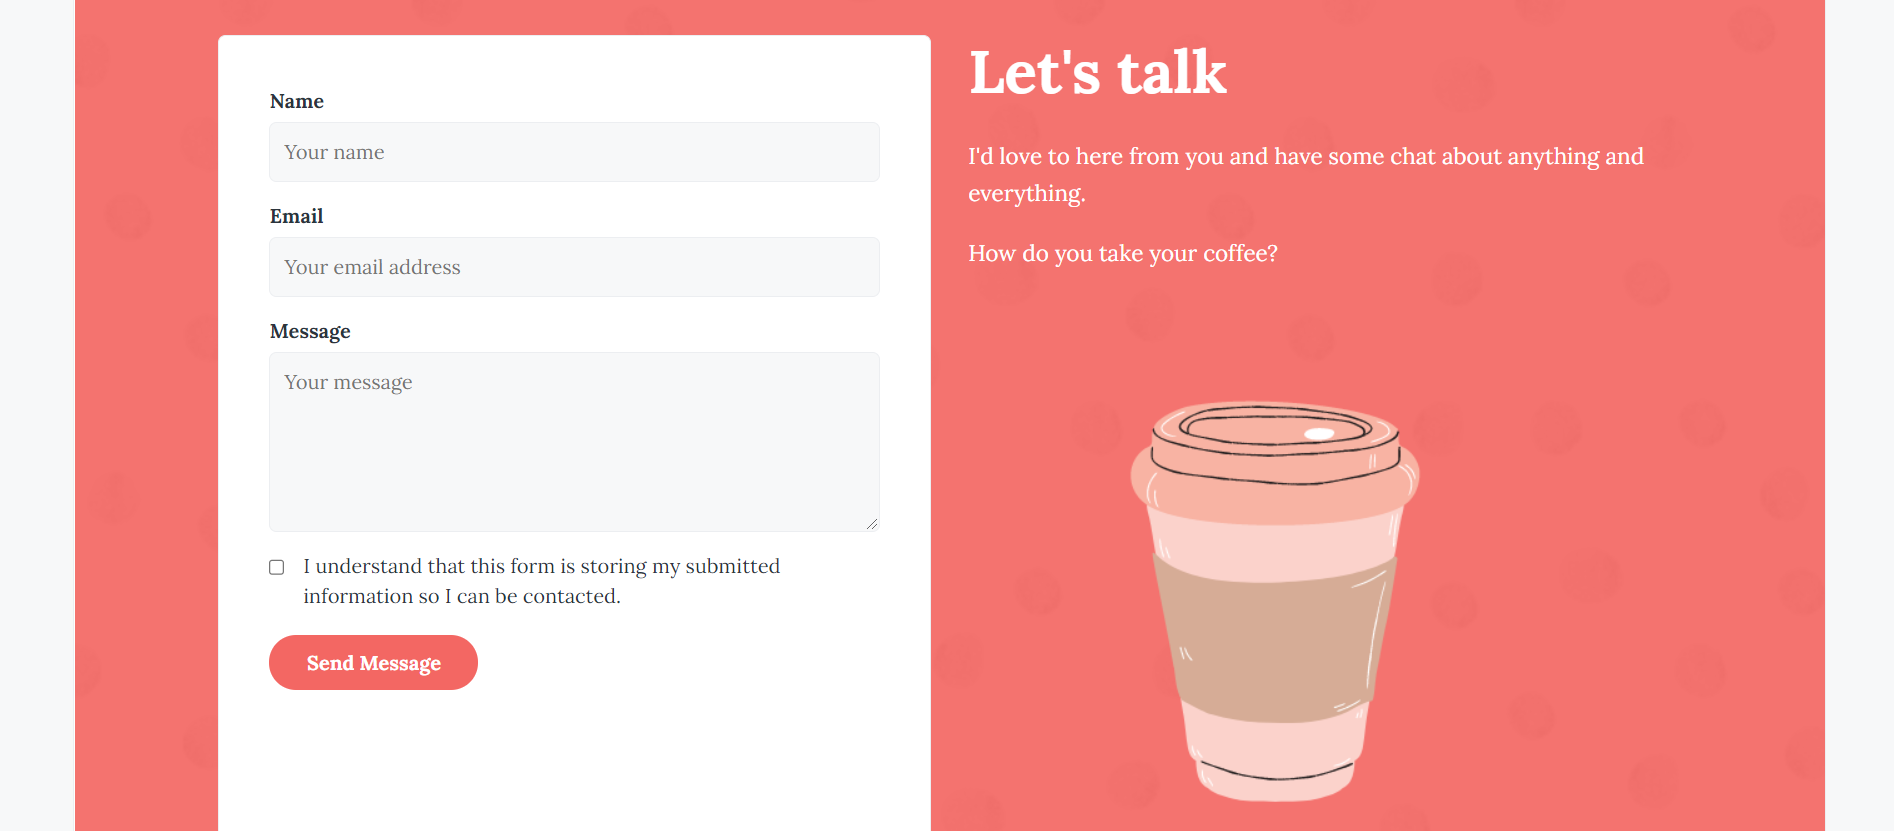 Name
Your name
Email
Your email address
Message
Your message
I understand that this form is storing my submitted
information so I can be contacted.
Send Message
Let's talk
I'd love to here from you and have some chat about anything and
everything.
How do you take your coffee?